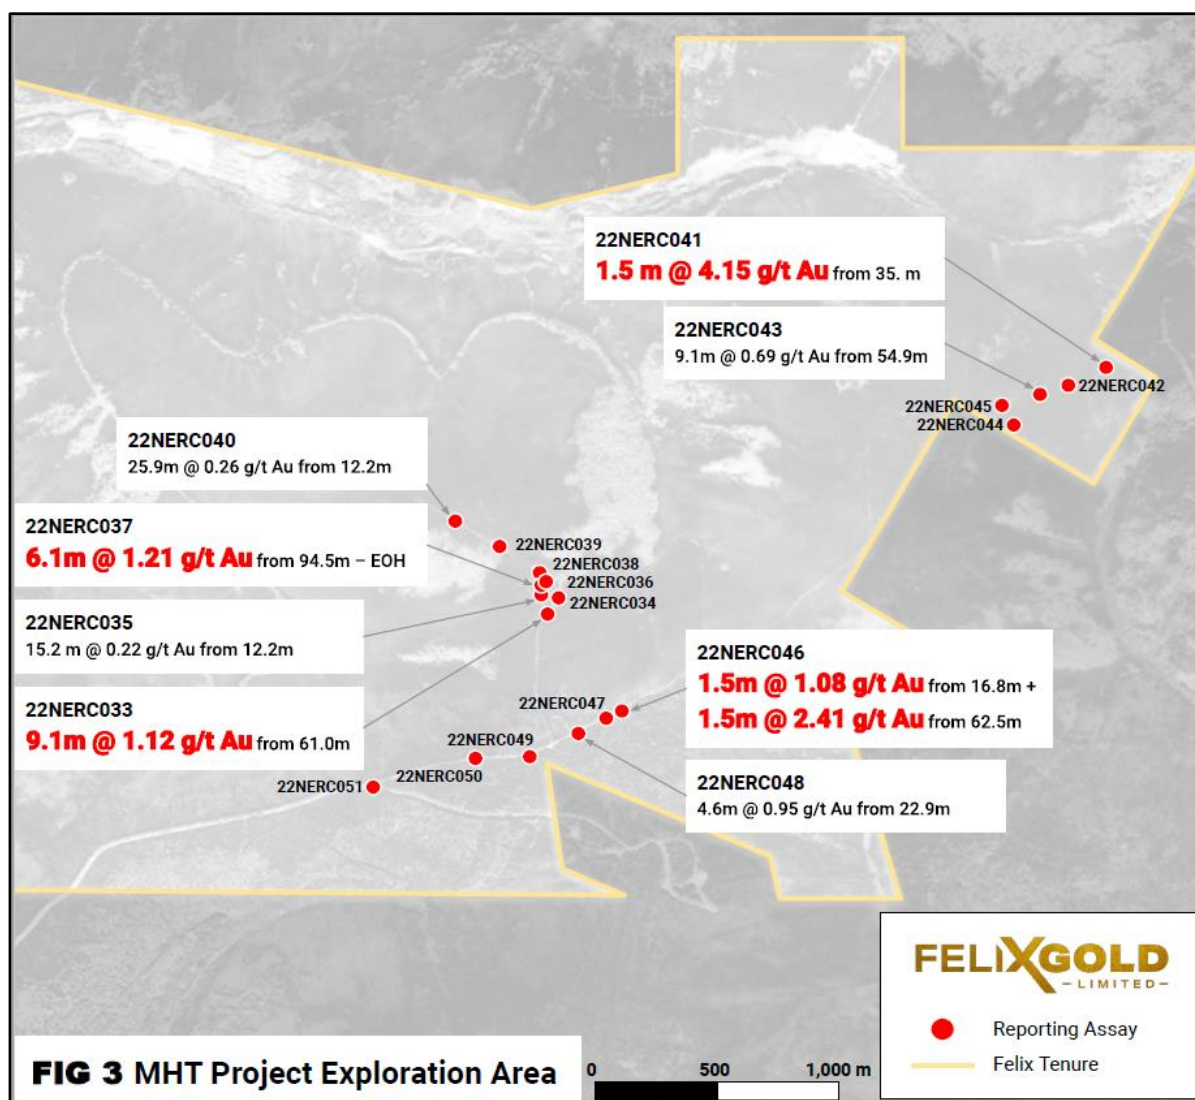 22NERC041
1.5 m @ 4.15 g/t Au from 35. m
22NERC043
9.1m @ 0.69 g/t Au from 54.9m
22NERC042
22NERC045
22NERC044
22NERC040
25.9m @ 0.26 g/t Au from 12.2m
22NERC037
6.1m @ 1.21 g/t Au from 94.5m – EOH
22NERC039
22NERC038
22NERC036
22NERC034
22NERC035
15.2 m @ 0.22 g/t Au from 12.2m
22NERC033
9.1m @ 1.12 g/t Au from 61.0m
22NERC046
1.5m @ 1.08 g/t Au from 16.8m +
1.5m @ 2.41 g/t Au from 62.5m
22NERC047
22NERC049
22NERC050
22NERC051
22NERC048
4.6m @ 0.95 g/t Au from 22.9m
FELIXGOLD
- LIMITED -
Reporting Assay
Felix Tenure
FIG 3 MHT Project Exploration Area
0 500 1,000 m